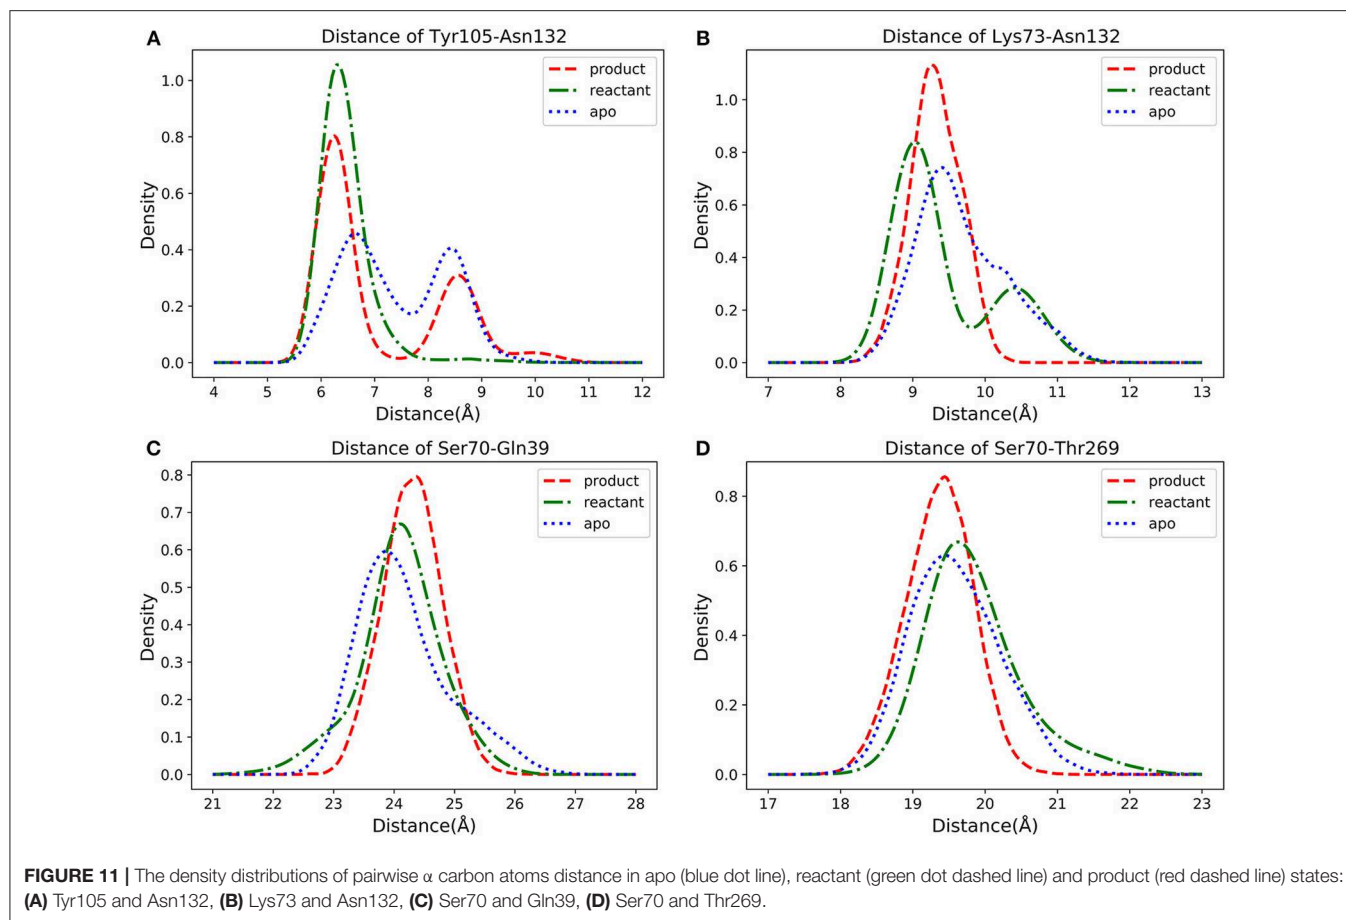 A
Distance of Tyr105-Asn132
product
reactant
apo
Density
1.0
0.8
0.6
0.4
0.2
0.0
4 5 6 7 8 9 10 11 12
Distance(Å)
B
Distance of Lys73-Asn132
product
reactant
apo
Density
1.0
0.8
0.6
0.4
0.2
0.0
7 8 9 10 11 12 13
Distance(Å)
C
Distance of Ser70-Gln39
product
reactant
apo
Density
0.8
0.7
0.6
0.5
0.4
0.3
0.2
0.1
0.0
21 22 23 24 25 26 27 28
Distance(Å)
D
Distance of Ser70-Thr269
product
reactant
apo
Density
0.8
0.6
0.4
0.2
0.0
17 18 19 20 21 22 23
Distance(Å)
FIGURE 11 | The density distributions of pairwise α carbon atoms distance in apo (blue dot line), reactant (green dot dashed line) and product (red dashed line) states:
(A) Tyr105 and Asn132, (B) Lys73 and Asn132, (C) Ser70 and Gln39, (D) Ser70 and Thr269.